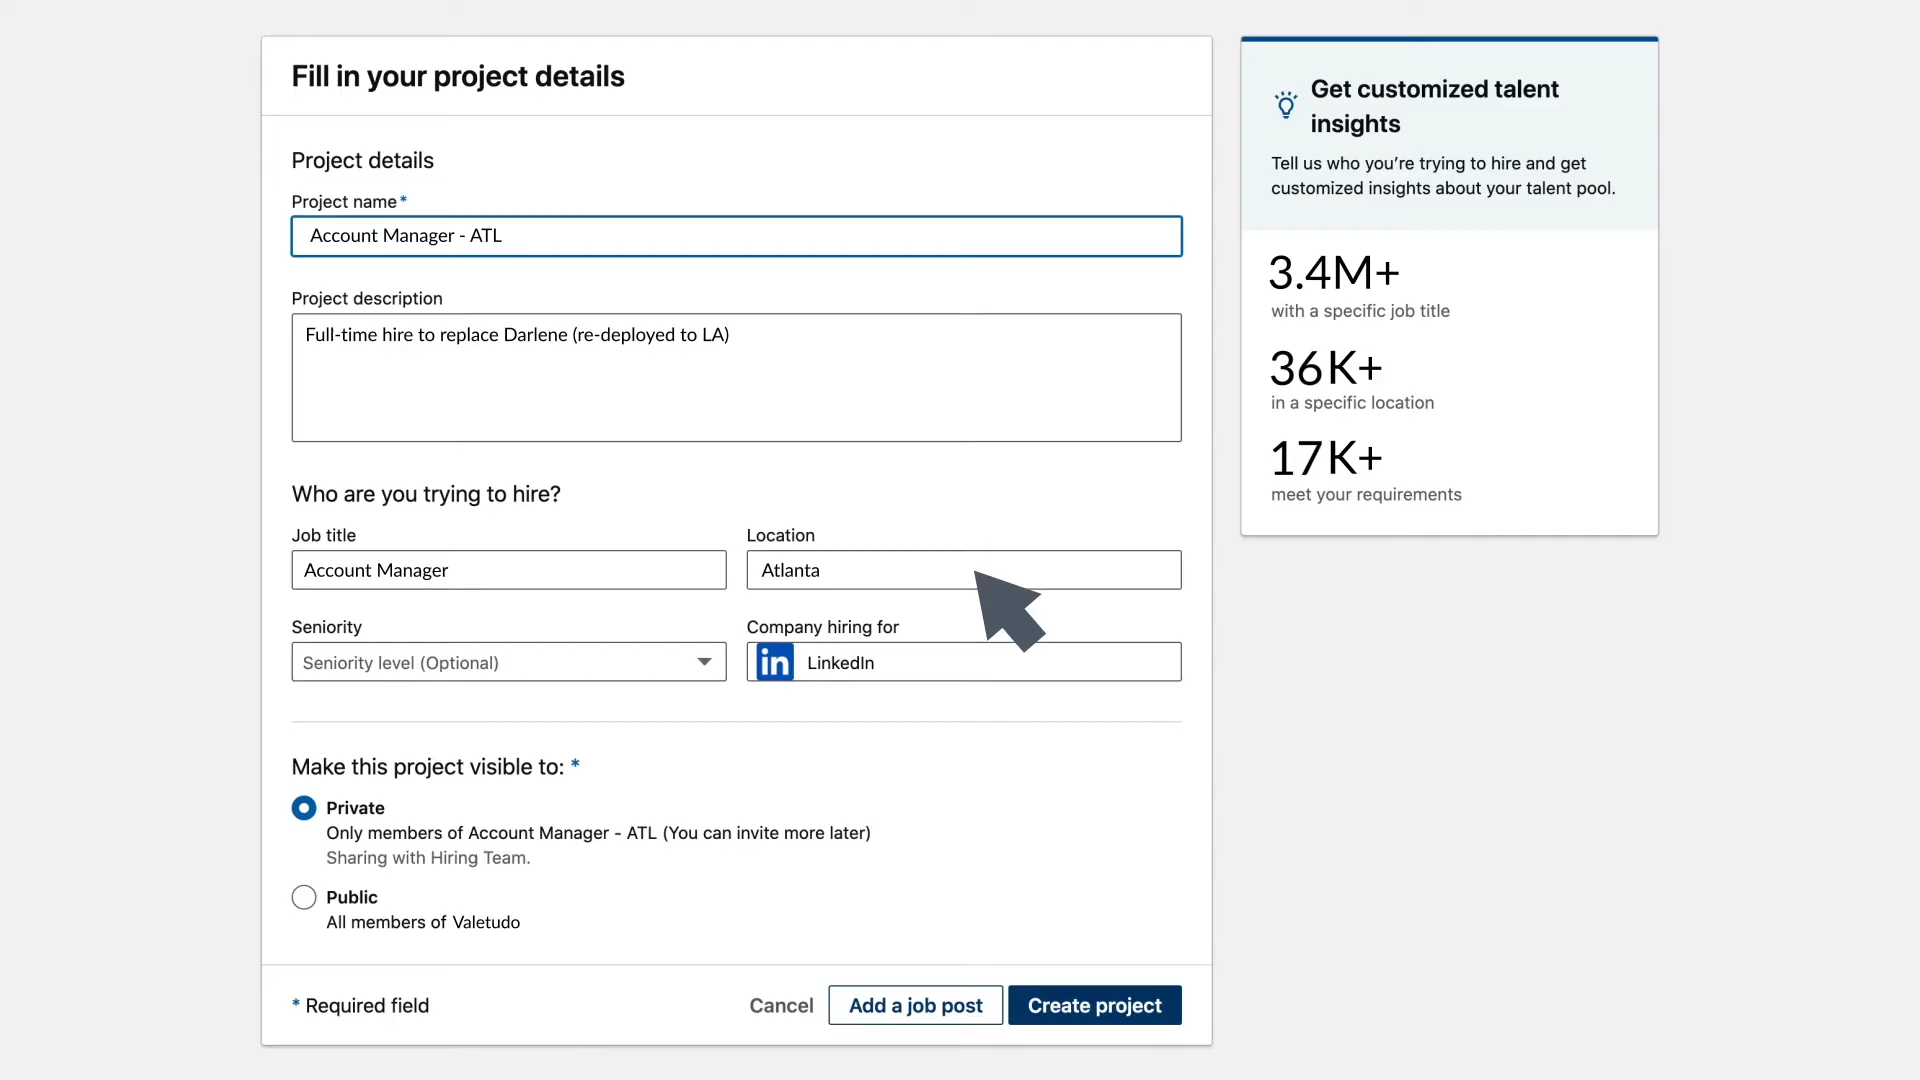 Fill in your project details
Project details
Project name*
Account Manager - ATL
Project description
Full-time hire to replace Darlene (re-deployed to LA)
Who are you trying to hire?
Job title
Location
Account Manager
Atlanta
Seniority
Company hiring for
Seniority level (Optional)
in LinkedIn
Make this project visible to: *
Private
Only members of Account Manager - ATL (You can invite more later)
Sharing with Hiring Team.
Public
All members of Valetudo
* Required field
Cancel
Add a job post
Create project
Get customized talent
insights
Tell us who you’re trying to hire and get
customized insights about your talent pool.
3.4M+
with a specific job title
36K+
in a specific location
17K+
meet your requirements